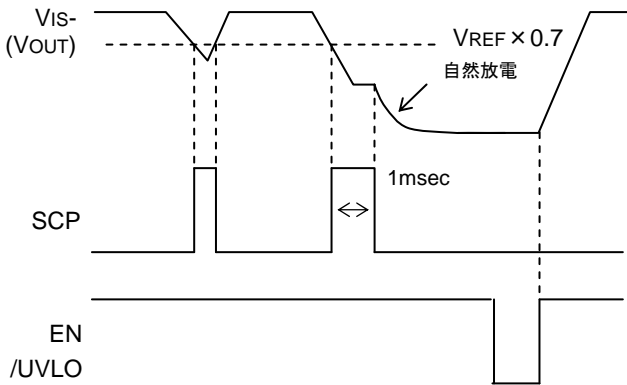 VIS-
(VOUT)
VREF×0.7
自然放電
1msec
SCP
EN
/UVLO